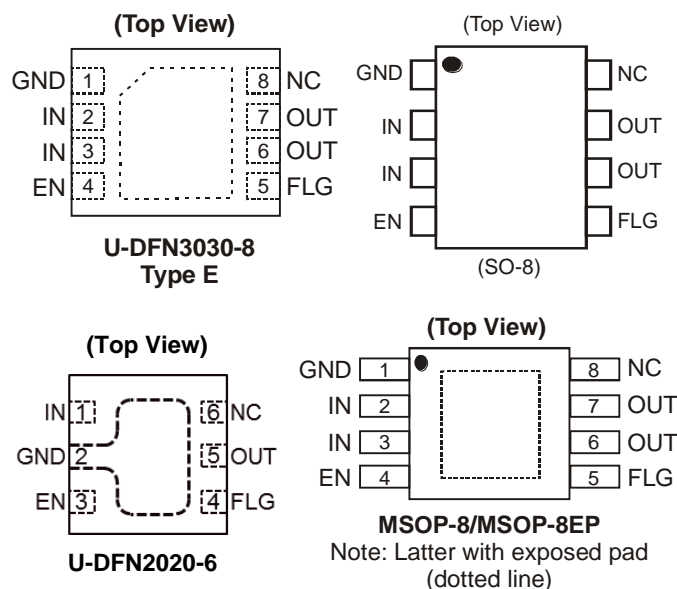 (Top View)
GND 1 8 NC
IN 2 7 OUT
IN 3 6 OUT
EN 4 5 FLG
U-DFN3030-8
Type E
(Top View)
GND NC
IN OUT
IN OUT
EN FLG
(SO-8)
(Top View)
IN 1 6 NC
GND 2 5 OUT
EN 3 4 FLG
U-DFN2020-6
(Top View)
GND 1 8 NC
IN 2 7 OUT
IN 3 6 OUT
EN 4 5 FLG
MSOP-8/MSOP-8EP
Note: Latter with exposed pad
(dotted line)